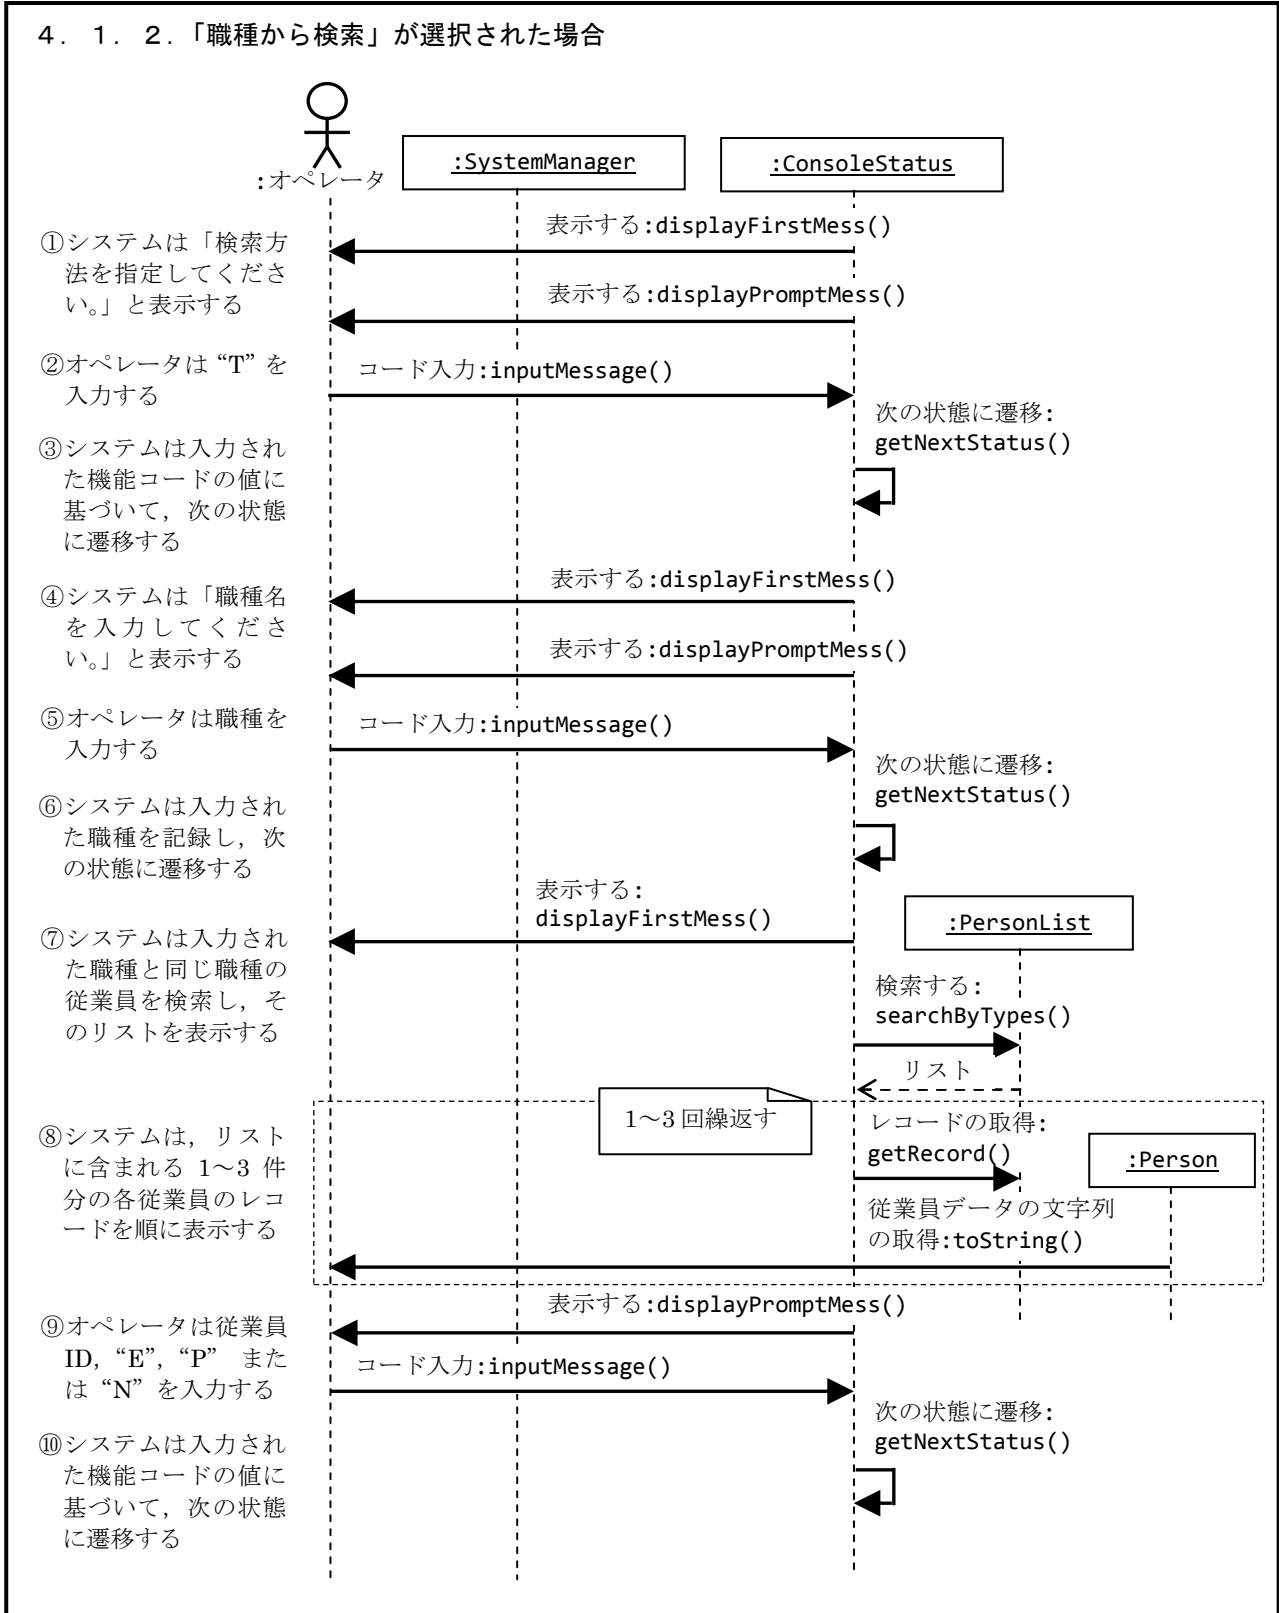 4．1．2．「職種から検索」が選択された場合
:オペレータ
:SystemManager
:ConsoleStatus
①システムは「検索方
法を指定してくださ
い。」と表示する
表示する:displayFirstMess()
表示する:displayPromptMess()
②オペレータは“T”を
入力する
コード入力:inputMessage()
次の状態に遷移:
getNextStatus()
③システムは入力され
た機能コードの値に
基づいて，次の状態
に遷移する
表示する:displayFirstMess()
④システムは「職種名
を入力してくださ
い。」と表示する
表示する:displayPromptMess()
⑤オペレータは職種を
入力する
コード入力:inputMessage()
次の状態に遷移:
getNextStatus()
⑥システムは入力され
た職種を記録し，次
の状態に遷移する
表示する:
displayFirstMess()
:PersonList
⑦システムは入力され
た職種と同じ職種の
従業員を検索し，そ
のリストを表示する
検索する:
searchByTypes()
リスト
1～3回繰返す
レコードの取得:
getRecord()
:Person
⑧システムは，リスト
に含まれる 1～3 件
分の各従業員のレコ
ードを順に表示する
従業員データの文字列
の取得:toString()
表示する:displayPromptMess()
⑨オペレータは従業員
ID,“E”,“P” また
は“N”を入力する
コード入力:inputMessage()
次の状態に遷移:
getNextStatus()
⑩システムは入力され
た機能コードの値に
基づいて，次の状態
に遷移する